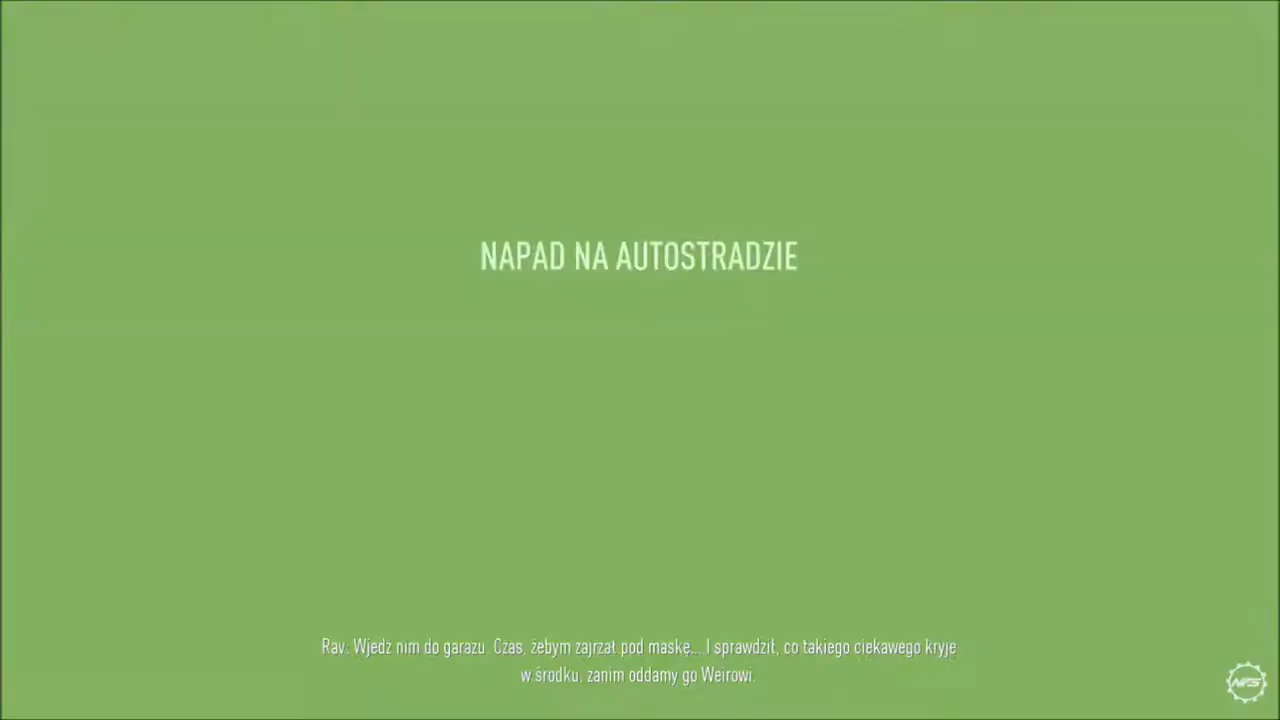 NAPAD NA AUTOSTRADZIE
Rav: Wjedź nim do garażu. Czas, żebym zajrzał pod maskę... I sprawdził, co takiego ciekawego kryje
w środku, zanim oddamy go Weirowi.
NFS